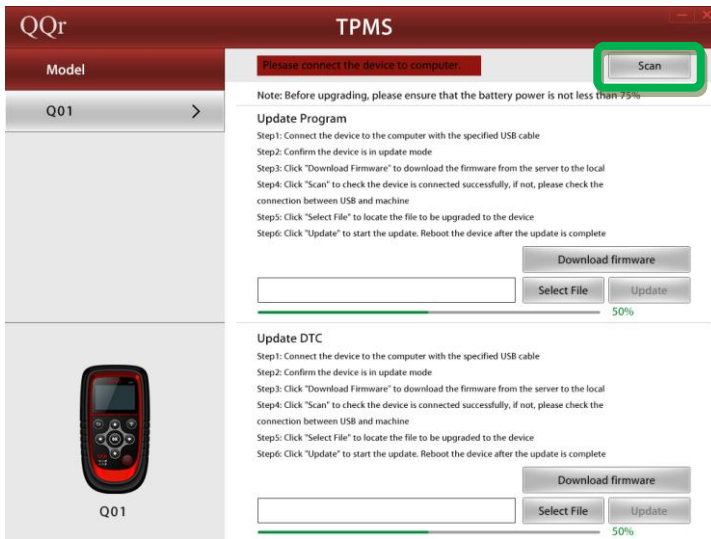 QQr
TPMS
Model
Plesase connect the device to computer.
Scan
Q01 >
Note: Before upgrading, please ensure that the battery power is not less than 75%
Update Program
Step1: Connect the device to the computer with the specified USB cable
Step2: Confirm the device is in update mode
Step3: Click "Download Firmware" to download the firmware from the server to the local
Step4: Click "Scan" to check the device is connected successfully, if not, please check the
connection between USB and machine
Step5: Click "Select File" to locate the file to be upgraded to the device
Step6: Click "Update" to start the update. Reboot the device after the update is complete
Download firmware
Select File
Update
50%
Update DTC
Step1: Connect the device to the computer with the specified USB cable
Step2: Confirm the device is in update mode
Step3: Click "Download Firmware" to download the firmware from the server to the local
Step4: Click "Scan" to check the device is connected successfully, if not, please check the
connection between USB and machine
Step5: Click "Select File" to locate the file to be upgraded to the device
Step6: Click "Update" to start the update. Reboot the device after the update is complete
Download firmware
Q01
Select File
Update
50%